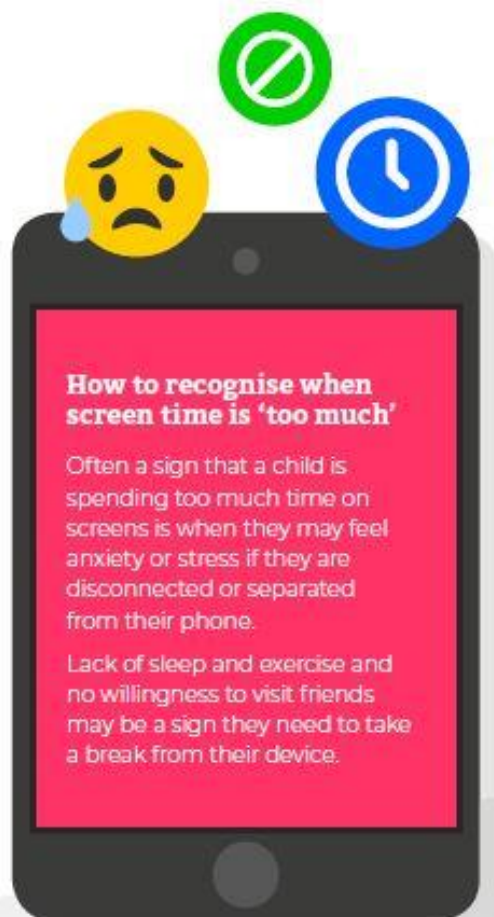 How to recognise when
screen time is ‘too much’
Often a sign that a child is
spending too much time on
screens is when they may feel
anxiety or stress if they are
disconnected or separated
from their phone.
Lack of sleep and exercise and
no willingness to visit friends
may be a sign they need to take
a break from their device.